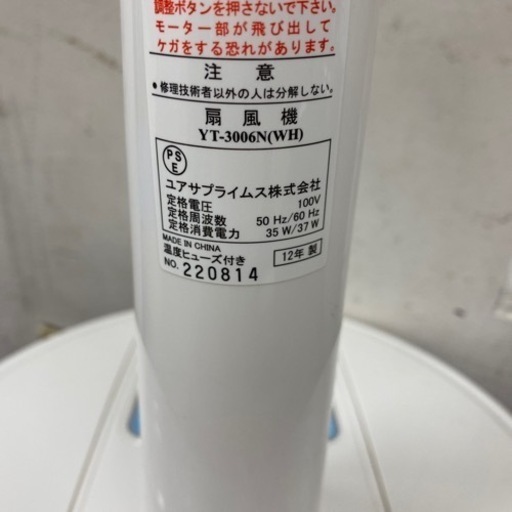 調整ボタンを押さないで下さい。
モーター部が飛び出して
ケガをする恐れがあります。
注 意
●修理技術者以外の人は分解しない。
扇 風 機
YT-3006N(WH)
PS
E
ユアサプライムス株式会社
定格電圧 100V
定格周波数 50 Hz/60 Hz
定格消費電力 35 W/37 W
MADE IN CHINA
温度ヒューズ付き 12年 製
NO. 220814